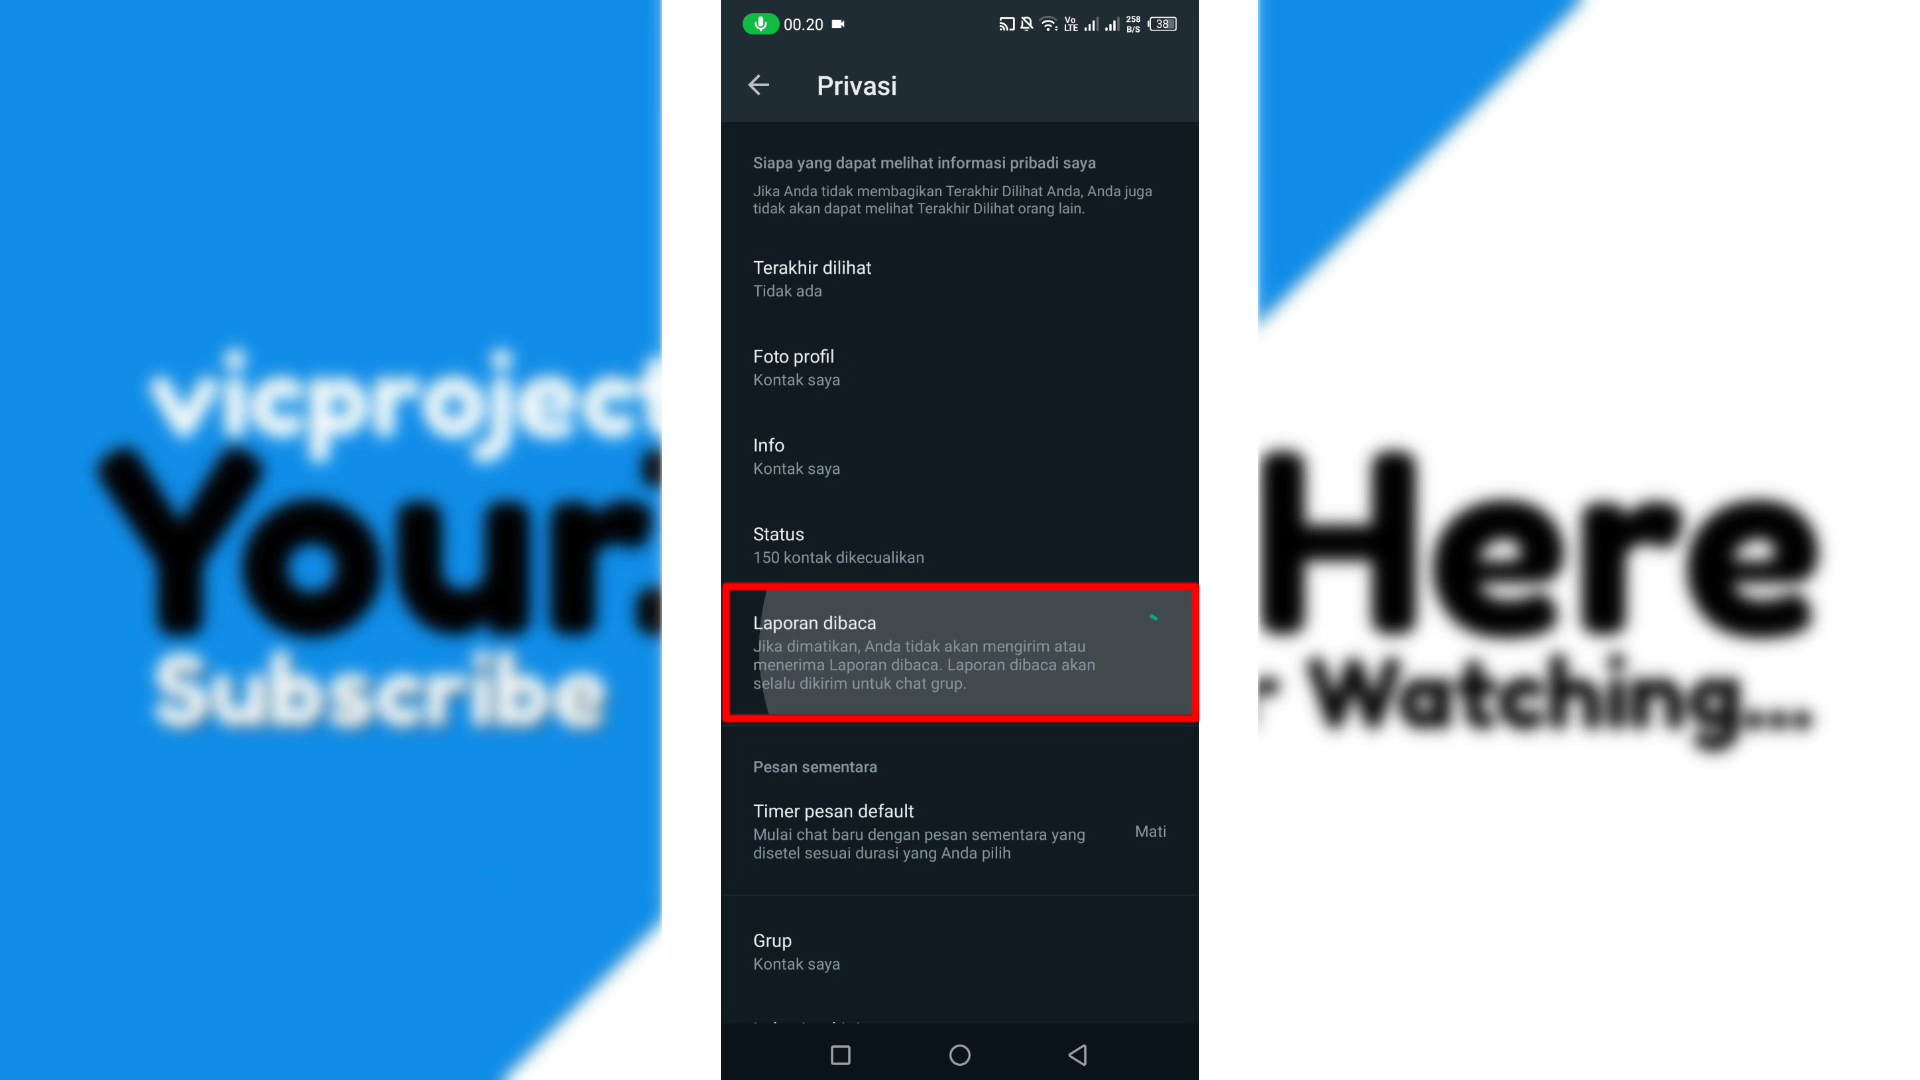 00.20
Vo
LTE
258
B/S
38
Privasi
Siapa yang dapat melihat informasi pribadi saya
Jika Anda tidak membagikan Terakhir Dilihat Anda, Anda juga
tidak akan dapat melihat Terakhir Dilihat orang lain.
Terakhir dilihat
Tidak ada
Foto profil
Kontak saya
Info
Kontak saya
Status
150 kontak dikecualikan
Laporan dibaca
Jika dimatikan, Anda tidak akan mengirim atau
menerima Laporan dibaca. Laporan dibaca akan
selalu dikirim untuk chat grup.
Pesan sementara
Timer pesan default
Mulai chat baru dengan pesan sementara yang
disetel sesuai durasi yang Anda pilih
Mati
Grup
Kontak saya
vicproject
Your
Here
Subscribe
Watching...